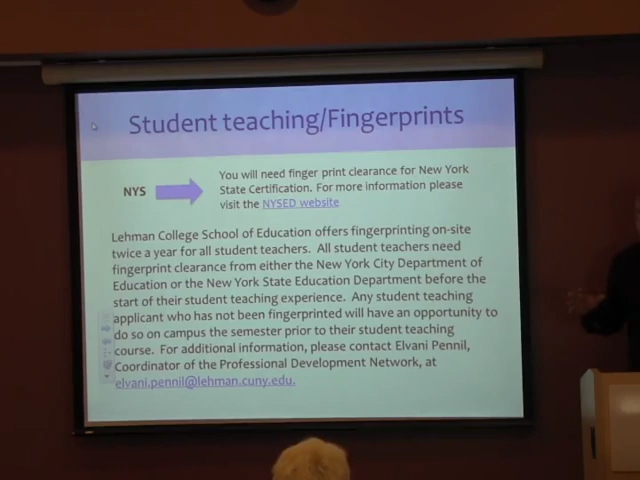 Student teaching/Fingerprints
NYS
You will need finger print clearance for New York
State Certification. For more information please
visit the NYSED website
Lehman College School of Education offers fingerprinting on-site
twice a year for all student teachers. All student teachers need
fingerprint clearance from either the New York City Department of
Education or the New York State Education Department before the
start of their student teaching experience. Any student teaching
applicant who has not been fingerprinted will have an opportunity to
do so on campus the semester prior to their student teaching
course. For additional information, please contact Elvani Pennil,
Coordinator of the Professional Development Network, at
elvani.pennil@lehman.cuny.edu.